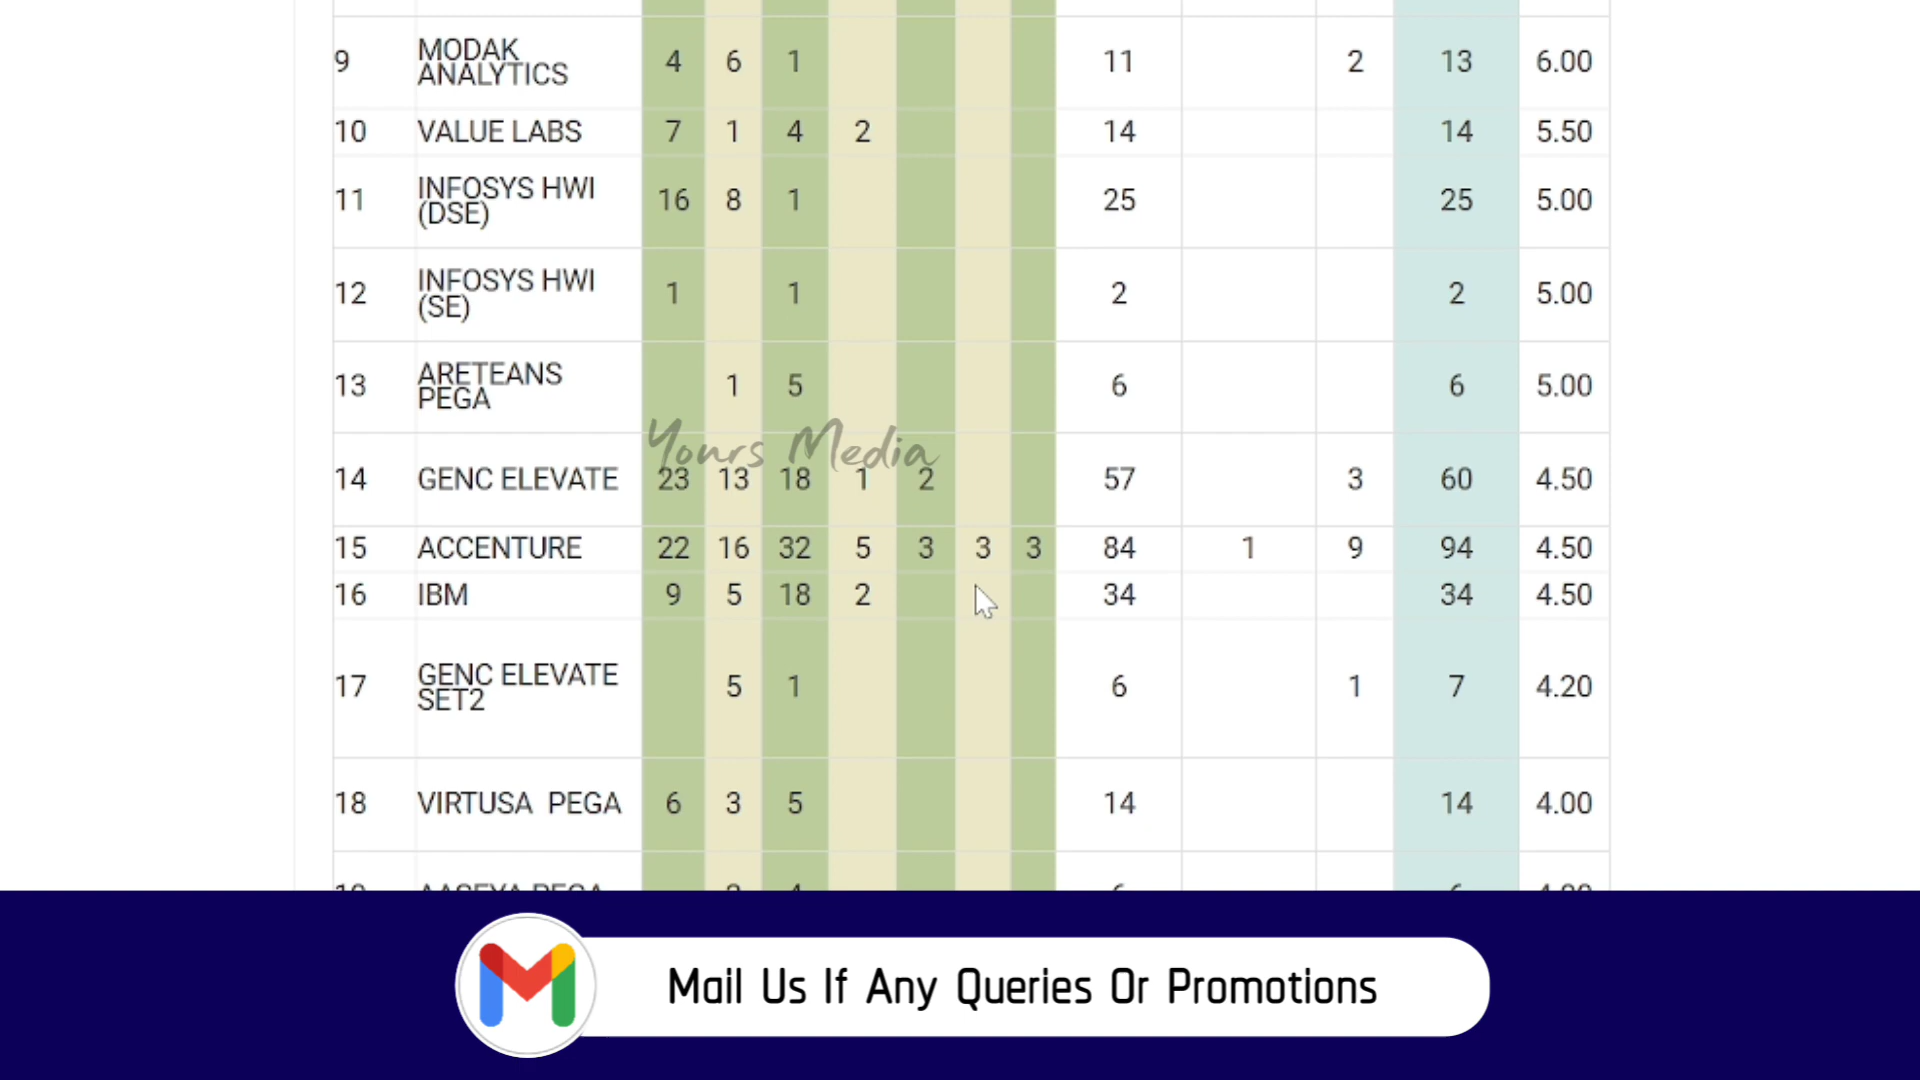 9 MODAK ANALYTICS 4 6 1 11 2 13 6.00
10 VALUE LABS 7 1 4 2 14 14 5.50
11 INFOSYS HWI (DSE) 16 8 1 25 25 5.00
12 INFOSYS HWI (SE) 1 1 2 2 5.00
13 ARETEANS PEGA 1 5 6 6 5.00
Yours Media
14 GENC ELEVATE 23 13 18 1 2 57 3 60 4.50
15 ACCENTURE 22 16 32 5 3 3 3 84 1 9 94 4.50
16 IBM 9 5 18 2 34 34 4.50
17 GENC ELEVATE SET2 5 1 6 1 7 4.20
18 VIRTUSA PEGA 6 3 5 14 14 4.00
Mail Us If Any Queries Or Promotions